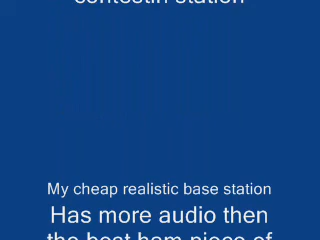 contestin station
My cheap realistic base station
Has more audio then
the best ham piece of